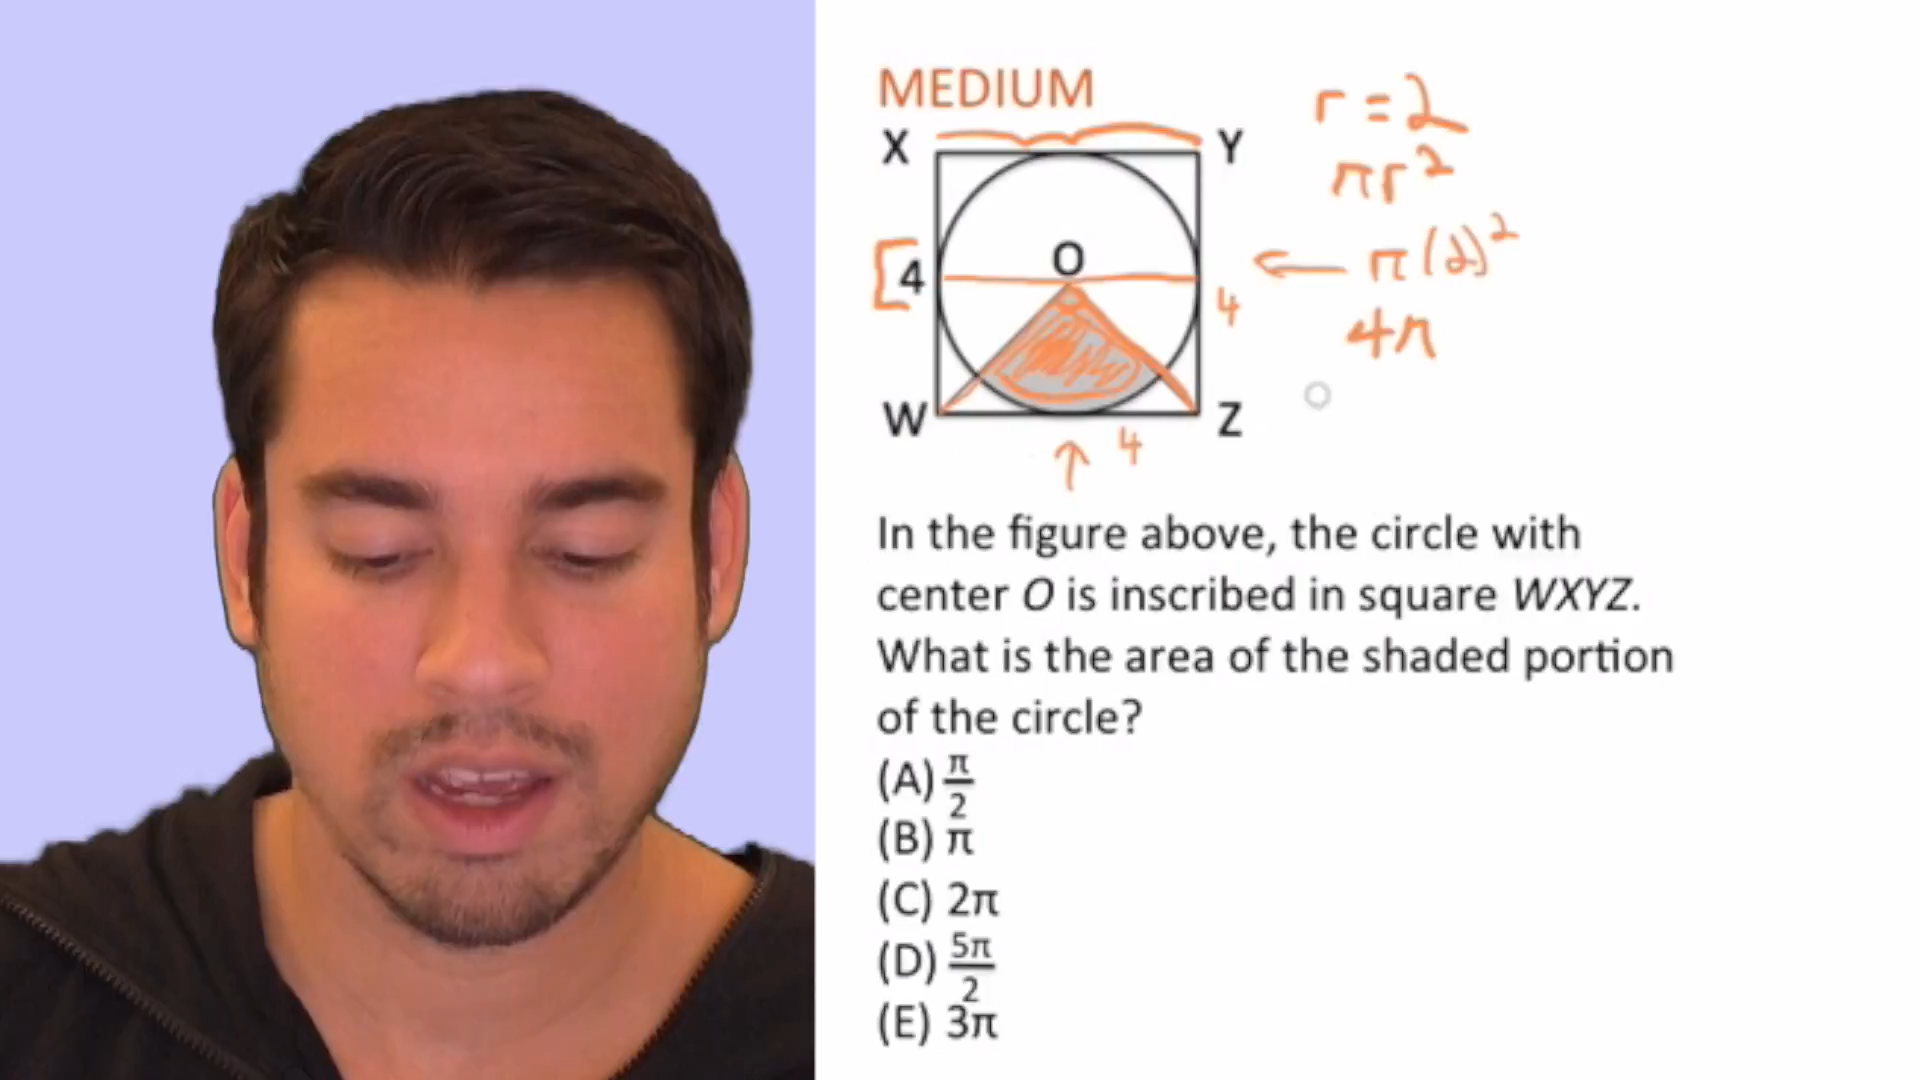 MEDIUM
X
Y
r = 2
πr²
O
[4
4
← π(2)²
4π
W
Z
↑ 4
In the figure above, the circle with
center O is inscribed in square WXYZ.
What is the area of the shaded portion
of the circle?
(A) π/2
(B) π
(C) 2π
(D) 5π/2
(E) 3π